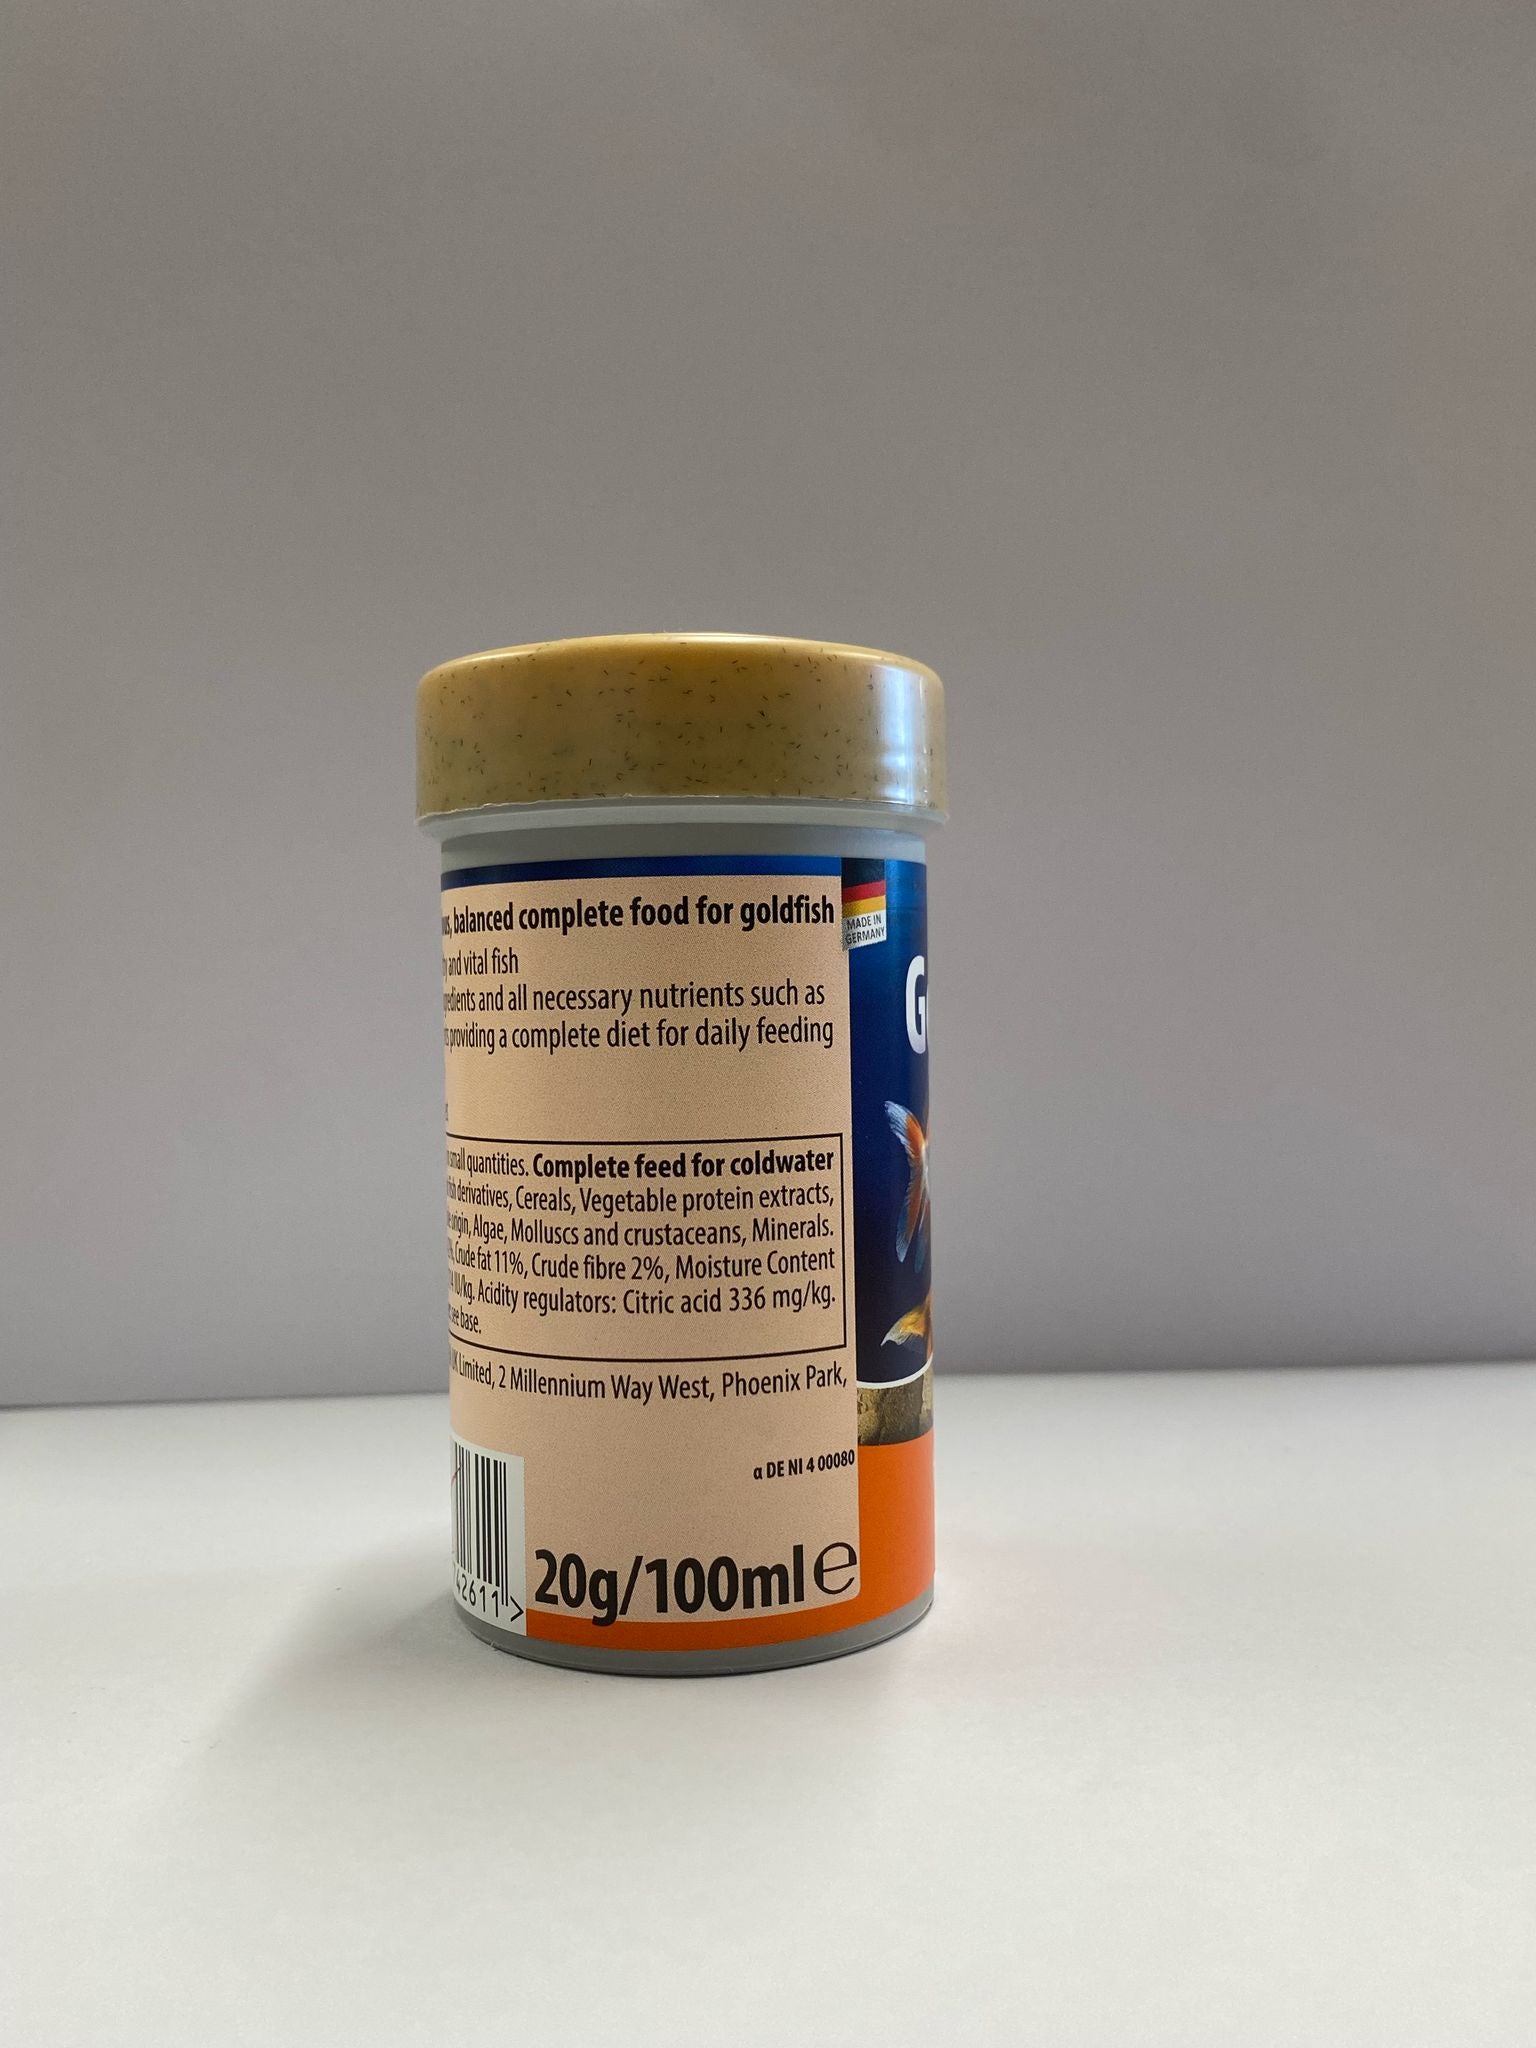 balanced complete food for goldfish
and vital fish
and all necessary nutrients such as
providing a complete diet for daily feeding
small quantities. Complete feed for coldwater
derivatives, Cereals, Vegetable protein extracts,
origin, Algae, Molluscs and crustaceans, Minerals.
Crude fat 11%, Crude fibre 2%, Moisture Content
IU/kg. Acidity regulators: Citric acid 336 mg/kg.
see base.
UK Limited, 2 Millennium Way West, Phoenix Park,
α DE NI 4 00080
42611 >
20g/100ml e
MADE IN
GERMANY
G